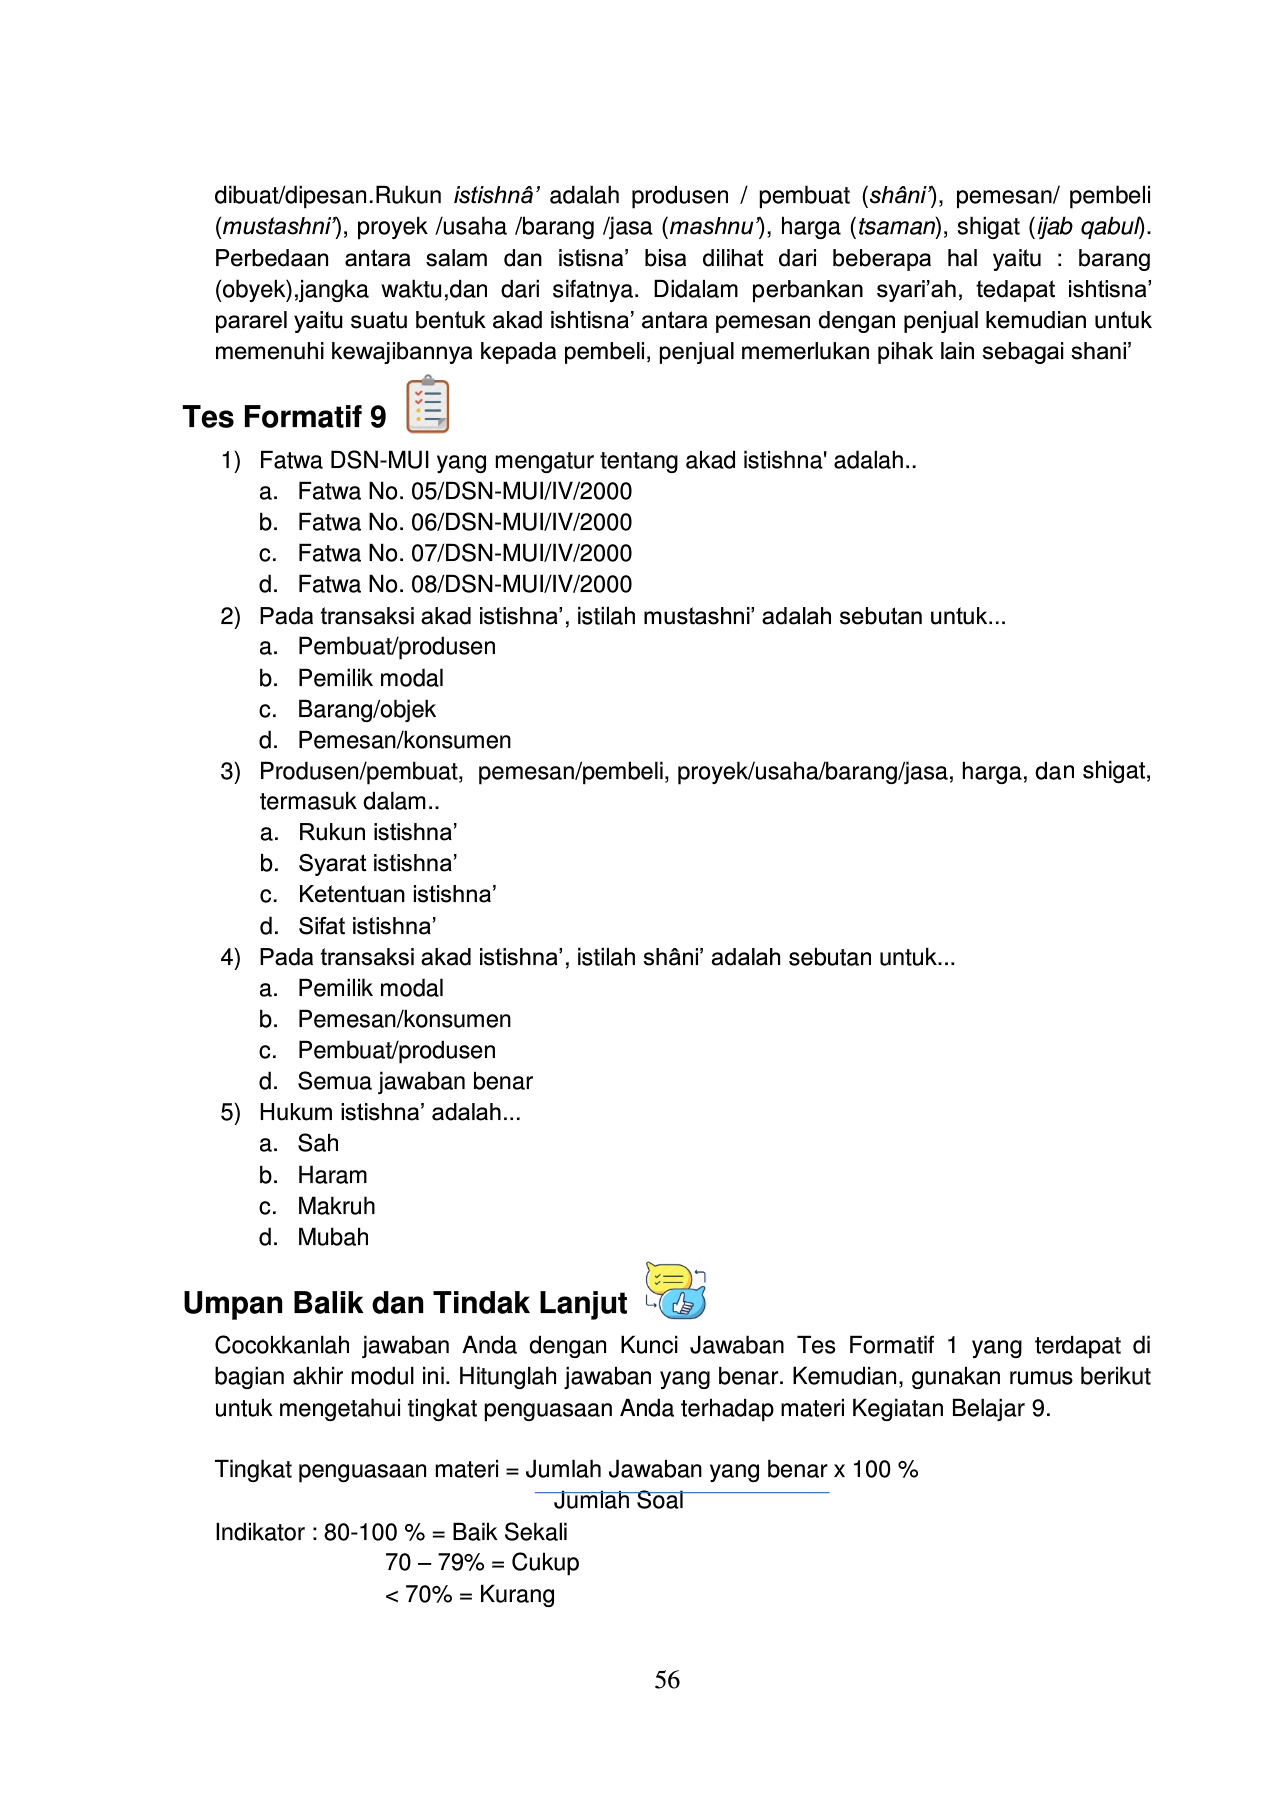 dibuat/dipesan.Rukun istishnâ’ adalah produsen / pembuat (shâni’), pemesan/ pembeli
(mustashni’), proyek /usaha /barang /jasa (mashnu’), harga (tsaman), shigat (ijab qabul).
Perbedaan antara salam dan istisna’ bisa dilihat dari beberapa hal yaitu : barang
(obyek),jangka waktu,dan dari sifatnya. Didalam perbankan syari’ah, tedapat ishtisna’
pararel yaitu suatu bentuk akad ishtisna’ antara pemesan dengan penjual kemudian untuk
memenuhi kewajibannya kepada pembeli, penjual memerlukan pihak lain sebagai shani’
Tes Formatif 9
1) Fatwa DSN-MUI yang mengatur tentang akad istishna' adalah..
a. Fatwa No. 05/DSN-MUI/IV/2000
b. Fatwa No. 06/DSN-MUI/IV/2000
c. Fatwa No. 07/DSN-MUI/IV/2000
d. Fatwa No. 08/DSN-MUI/IV/2000
2) Pada transaksi akad istishna’, istilah mustashni’ adalah sebutan untuk...
a. Pembuat/produsen
b. Pemilik modal
c. Barang/objek
d. Pemesan/konsumen
3) Produsen/pembuat, pemesan/pembeli, proyek/usaha/barang/jasa, harga, dan shigat,
termasuk dalam..
a. Rukun istishna’
b. Syarat istishna’
c. Ketentuan istishna’
d. Sifat istishna’
4) Pada transaksi akad istishna’, istilah shâni’ adalah sebutan untuk...
a. Pemilik modal
b. Pemesan/konsumen
c. Pembuat/produsen
d. Semua jawaban benar
5) Hukum istishna’ adalah...
a. Sah
b. Haram
c. Makruh
d. Mubah
Umpan Balik dan Tindak Lanjut
Cocokkanlah jawaban Anda dengan Kunci Jawaban Tes Formatif 1 yang terdapat di
bagian akhir modul ini. Hitunglah jawaban yang benar. Kemudian, gunakan rumus berikut
untuk mengetahui tingkat penguasaan Anda terhadap materi Kegiatan Belajar 9.
Tingkat penguasaan materi = Jumlah Jawaban yang benar x 100 %
Jumlah Soal
Indikator : 80-100 % = Baik Sekali
70 – 79% = Cukup
< 70% = Kurang
56